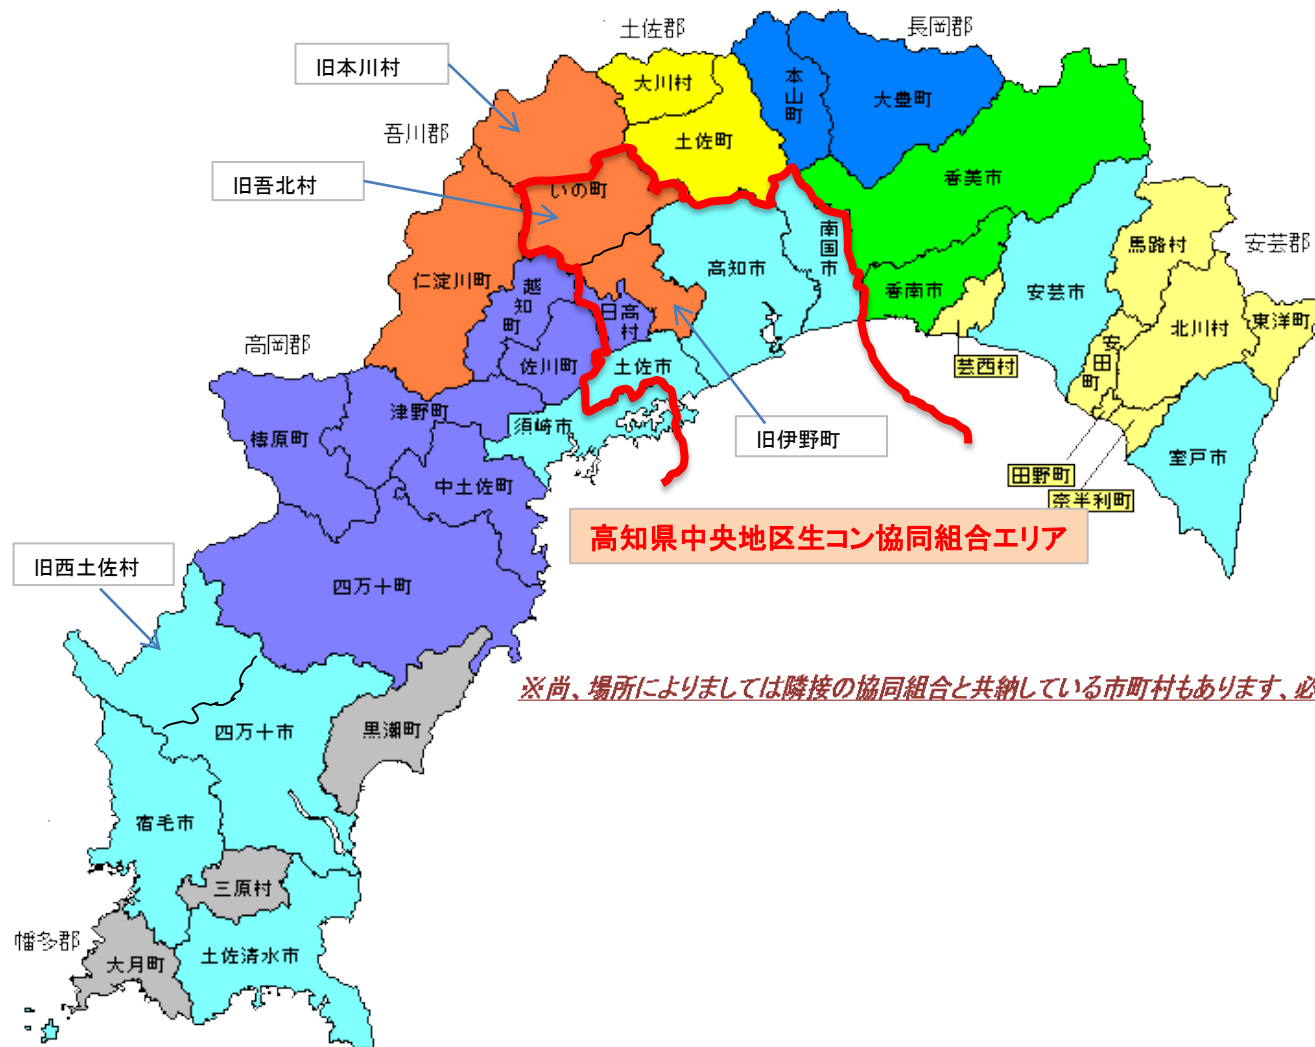 土佐郡
長岡郡
旧本川村
大川村
本山町
大豊町
吾川郡
土佐町
旧吾北村
いの町
香美市
南国市
馬路村
安芸郡
仁淀川町
越知町
高知市
香南市
安芸市
日高村
北川村
東洋町
高岡郡
佐川町
土佐市
芸西村
安田町
津野町
須崎市
旧伊野町
梼原町
室戸市
中土佐町
田野町
奈半利町
高知県中央地区生コン協同組合エリア
旧西土佐村
四万十町
※尚、場所によりましては隣接の協同組合と共納している市町村もあります、必
四万十市
黒潮町
宿毛市
三原村
幡多郡
大月町
土佐清水市